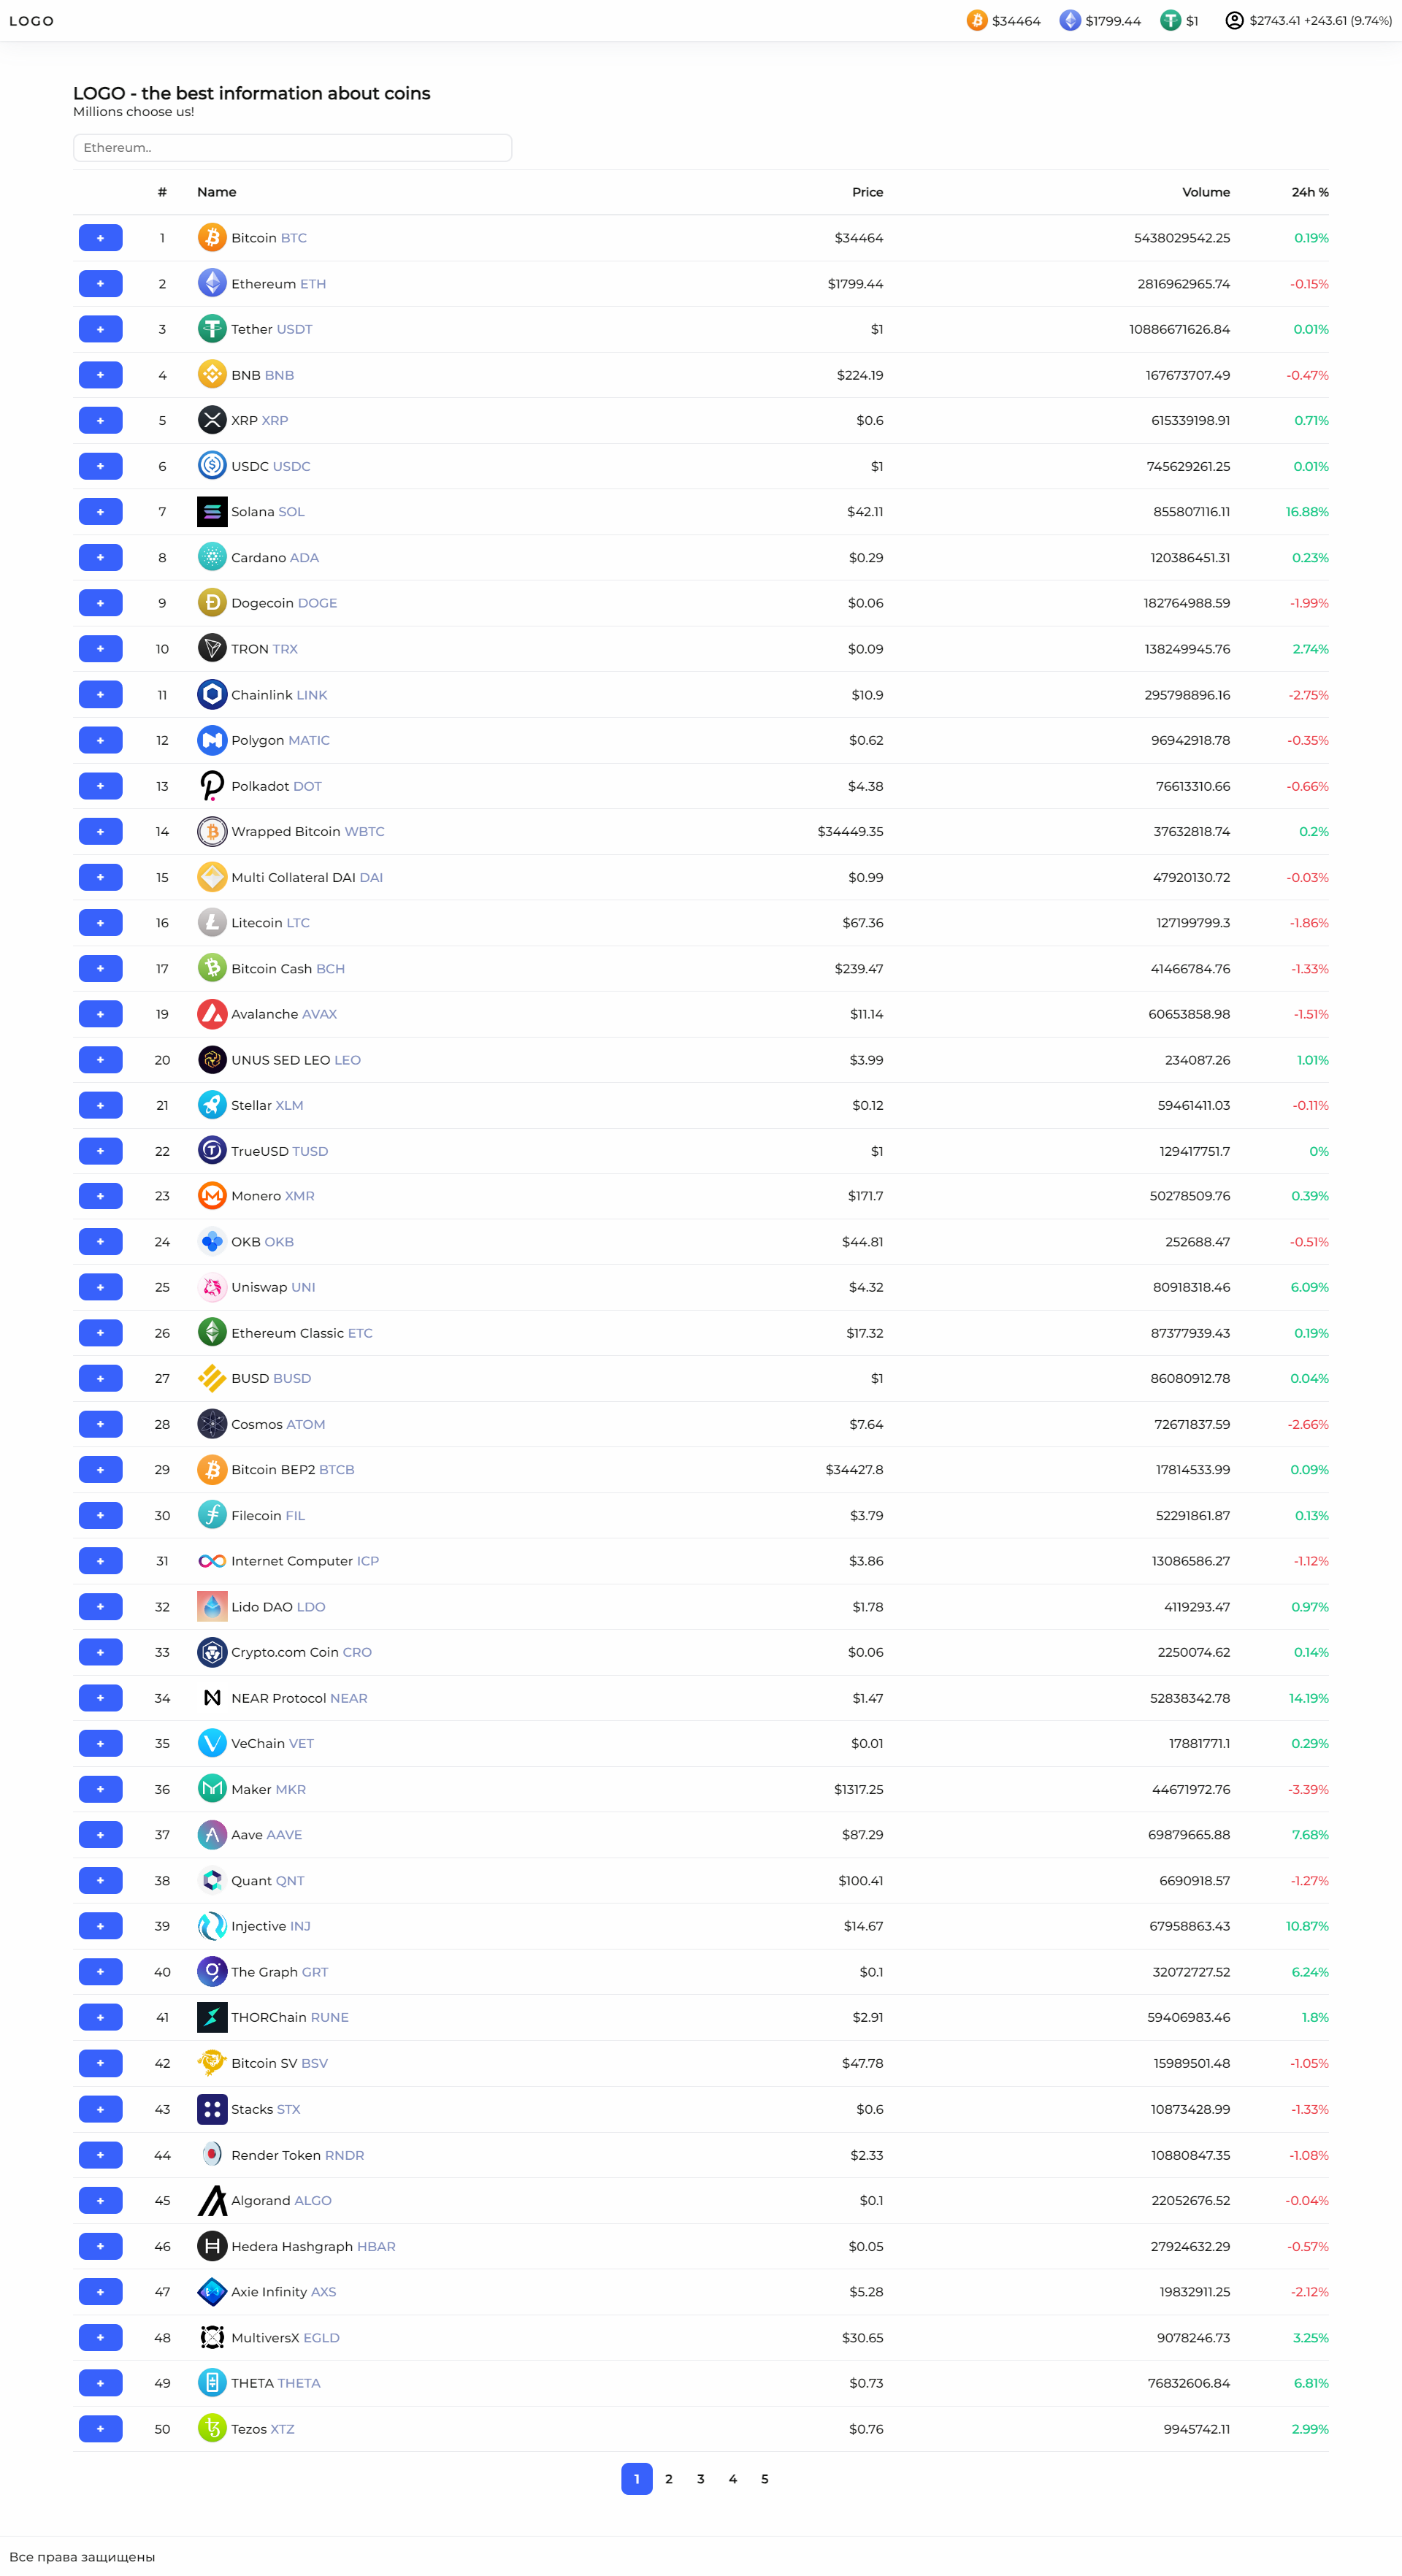 LOGO
$34464 $1799.44 $1 $2743.41 +243.61 (9.74%)
LOGO - the best information about coins
Millions choose us!
Ethereum..
# Name Price Volume 24h %
+ 1 Bitcoin BTC $34464 5438029542.25 0.19%
+ 2 Ethereum ETH $1799.44 2816962965.74 -0.15%
+ 3 Tether USDT $1 10886671626.84 0.01%
+ 4 BNB BNB $224.19 167673707.49 -0.47%
+ 5 XRP XRP $0.6 615339198.91 0.71%
+ 6 USDC USDC $1 745629261.25 0.01%
+ 7 Solana SOL $42.11 855807116.11 16.88%
+ 8 Cardano ADA $0.29 120386451.31 0.23%
+ 9 Dogecoin DOGE $0.06 182764988.59 -1.99%
+ 10 TRON TRX $0.09 138249945.76 2.74%
+ 11 Chainlink LINK $10.9 295798896.16 -2.75%
+ 12 Polygon MATIC $0.62 96942918.78 -0.35%
+ 13 Polkadot DOT $4.38 76613310.66 -0.66%
+ 14 Wrapped Bitcoin WBTC $34449.35 37632818.74 0.2%
+ 15 Multi Collateral DAI DAI $0.99 47920130.72 -0.03%
+ 16 Litecoin LTC $67.36 127199799.3 -1.86%
+ 17 Bitcoin Cash BCH $239.47 41466784.76 -1.33%
+ 19 Avalanche AVAX $11.14 60653858.98 -1.51%
+ 20 UNUS SED LEO LEO $3.99 234087.26 1.01%
+ 21 Stellar XLM $0.12 59461411.03 -0.11%
+ 22 TrueUSD TUSD $1 129417751.7 0%
+ 23 Monero XMR $171.7 50278509.76 0.39%
+ 24 OKB OKB $44.81 252688.47 -0.51%
+ 25 Uniswap UNI $4.32 80918318.46 6.09%
+ 26 Ethereum Classic ETC $17.32 87377939.43 0.19%
+ 27 BUSD BUSD $1 86080912.78 0.04%
+ 28 Cosmos ATOM $7.64 72671837.59 -2.66%
+ 29 Bitcoin BEP2 BTCB $34427.8 17814533.99 0.09%
+ 30 Filecoin FIL $3.79 52291861.87 0.13%
+ 31 Internet Computer ICP $3.86 13086586.27 -1.12%
+ 32 Lido DAO LDO $1.78 4119293.47 0.97%
+ 33 Crypto.com Coin CRO $0.06 2250074.62 0.14%
+ 34 NEAR Protocol NEAR $1.47 52838342.78 14.19%
+ 35 VeChain VET $0.01 17881771.1 0.29%
+ 36 Maker MKR $1317.25 44671972.76 -3.39%
+ 37 Aave AAVE $87.29 69879665.88 7.68%
+ 38 Quant QNT $100.41 6690918.57 -1.27%
+ 39 Injective INJ $14.67 67958863.43 10.87%
+ 40 The Graph GRT $0.1 32072727.52 6.24%
+ 41 THORChain RUNE $2.91 59406983.46 1.8%
+ 42 Bitcoin SV BSV $47.78 15989501.48 -1.05%
+ 43 Stacks STX $0.6 10873428.99 -1.33%
+ 44 Render Token RNDR $2.33 10880847.35 -1.08%
+ 45 Algorand ALGO $0.1 22052676.52 -0.04%
+ 46 Hedera Hashgraph HBAR $0.05 27924632.29 -0.57%
+ 47 Axie Infinity AXS $5.28 19832911.25 -2.12%
+ 48 MultiversX EGLD $30.65 9078246.73 3.25%
+ 49 THETA THETA $0.73 76832606.84 6.81%
+ 50 Tezos XTZ $0.76 9945742.11 2.99%
1 2 3 4 5
Все права защищены